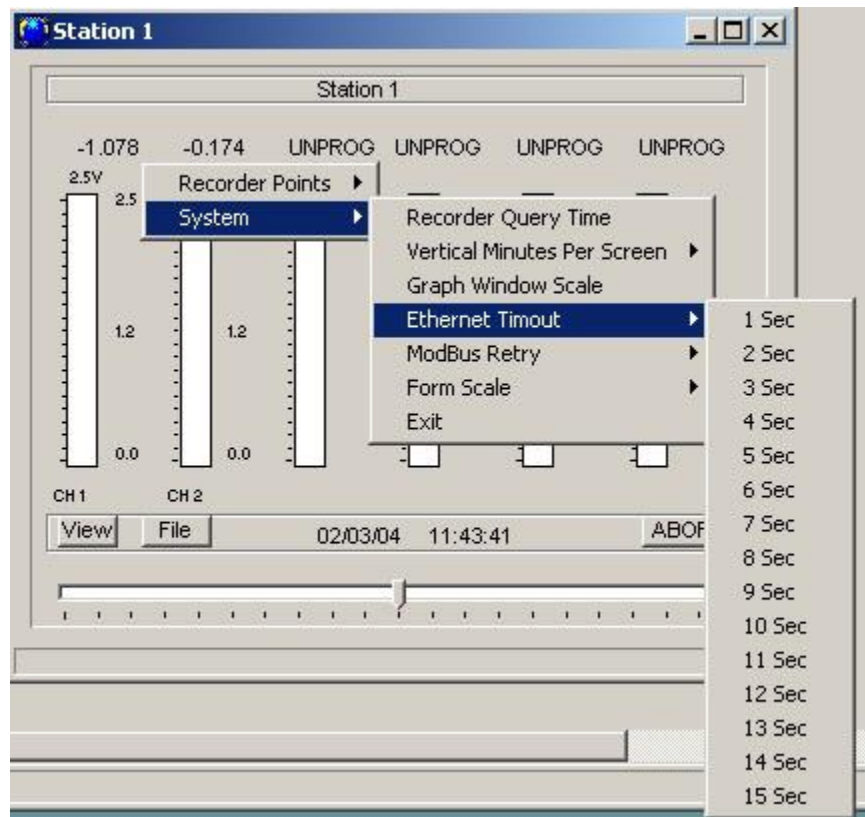 Station 1
Station 1
-1.078 -0.174 UNPROG UNPROG UNPROG UNPROG
2.5V
2.5
Recorder Points
System
Recorder Query Time
Vertical Minutes Per Screen
Graph Window Scale
Ethernet Timout
ModBus Retry
Form Scale
Exit
1 Sec
2 Sec
3 Sec
4 Sec
5 Sec
6 Sec
7 Sec
8 Sec
9 Sec
10 Sec
11 Sec
12 Sec
13 Sec
14 Sec
15 Sec
1.2 1.2
0.0 0.0
CH 1 CH 2
View File 02/03/04 11:43:41